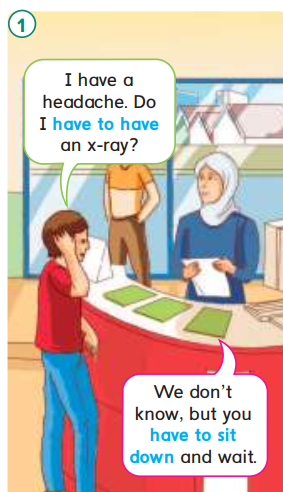 1
I have a
headache. Do
I have to have
an x-ray?
We don't
know, but you
have to sit
down and wait.